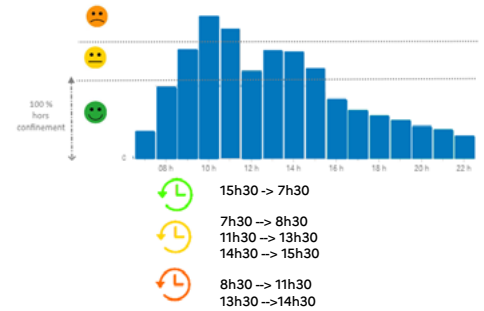 100 %
hors
confinement
0
08 h 10 h 12 h 14 h 16 h 18 h 20 h 22 h
15h30 -> 7h30
7h30 --> 8h30
11h30 --> 13h30
14h30 --> 15h30
8h30 --> 11h30
13h30 -->14h30